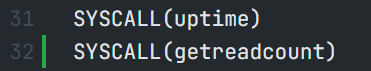 31 SYSCALL(uptime)
32 SYSCALL(getreadcount)